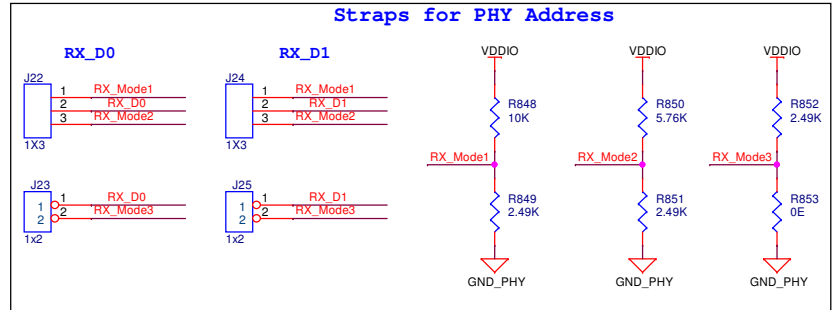 Straps for PHY Address
RX_D0
RX_D1
J22
1 RX_Mode1
2 RX_D0
3 RX_Mode2
1X3
J24
1 RX_Mode1
2 RX_D1
3 RX_Mode2
1X3
J23
1 1 RX_D0
2 2 RX_Mode3
1x2
J25
1 1 RX_D1
2 2 RX_Mode3
1x2
VDDIO
R848
10K
RX_Mode1
R849
2.49K
GND_PHY
VDDIO
R850
5.76K
RX_Mode2
R851
2.49K
GND_PHY
VDDIO
R852
2.49K
RX_Mode3
R853
0E
GND_PHY